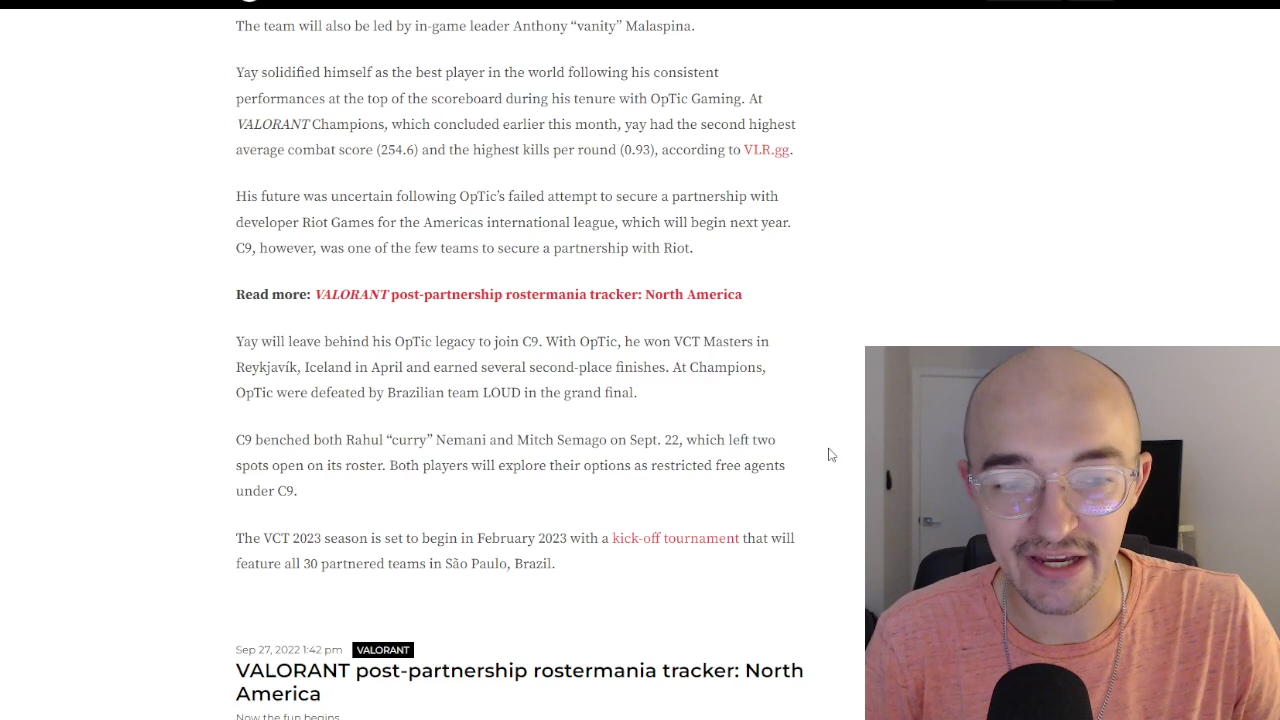 The team will also be led by in-game leader Anthony “vanity” Malaspina.
Yay solidified himself as the best player in the world following his consistent
performances at the top of the scoreboard during his tenure with OpTic Gaming. At
VALORANT Champions, which concluded earlier this month, yay had the second highest
average combat score (254.6) and the highest kills per round (0.93), according to VLR.gg.
His future was uncertain following OpTic’s failed attempt to secure a partnership with
developer Riot Games for the Americas international league, which will begin next year.
C9, however, was one of the few teams to secure a partnership with Riot.
Read more: VALORANT post-partnership rostermania tracker: North America
Yay will leave behind his OpTic legacy to join C9. With OpTic, he won VCT Masters in
Reykjavík, Iceland in April and earned several second-place finishes. At Champions,
OpTic were defeated by Brazilian team LOUD in the grand final.
C9 benched both Rahul “curry” Nemani and Mitch Semago on Sept. 22, which left two
spots open on its roster. Both players will explore their options as restricted free agents
under C9.
The VCT 2023 season is set to begin in February 2023 with a kick-off tournament that will
feature all 30 partnered teams in São Paulo, Brazil.
Sep 27, 2022 1:42 pm VALORANT
VALORANT post-partnership rostermania tracker: North
America
Now the fun begins